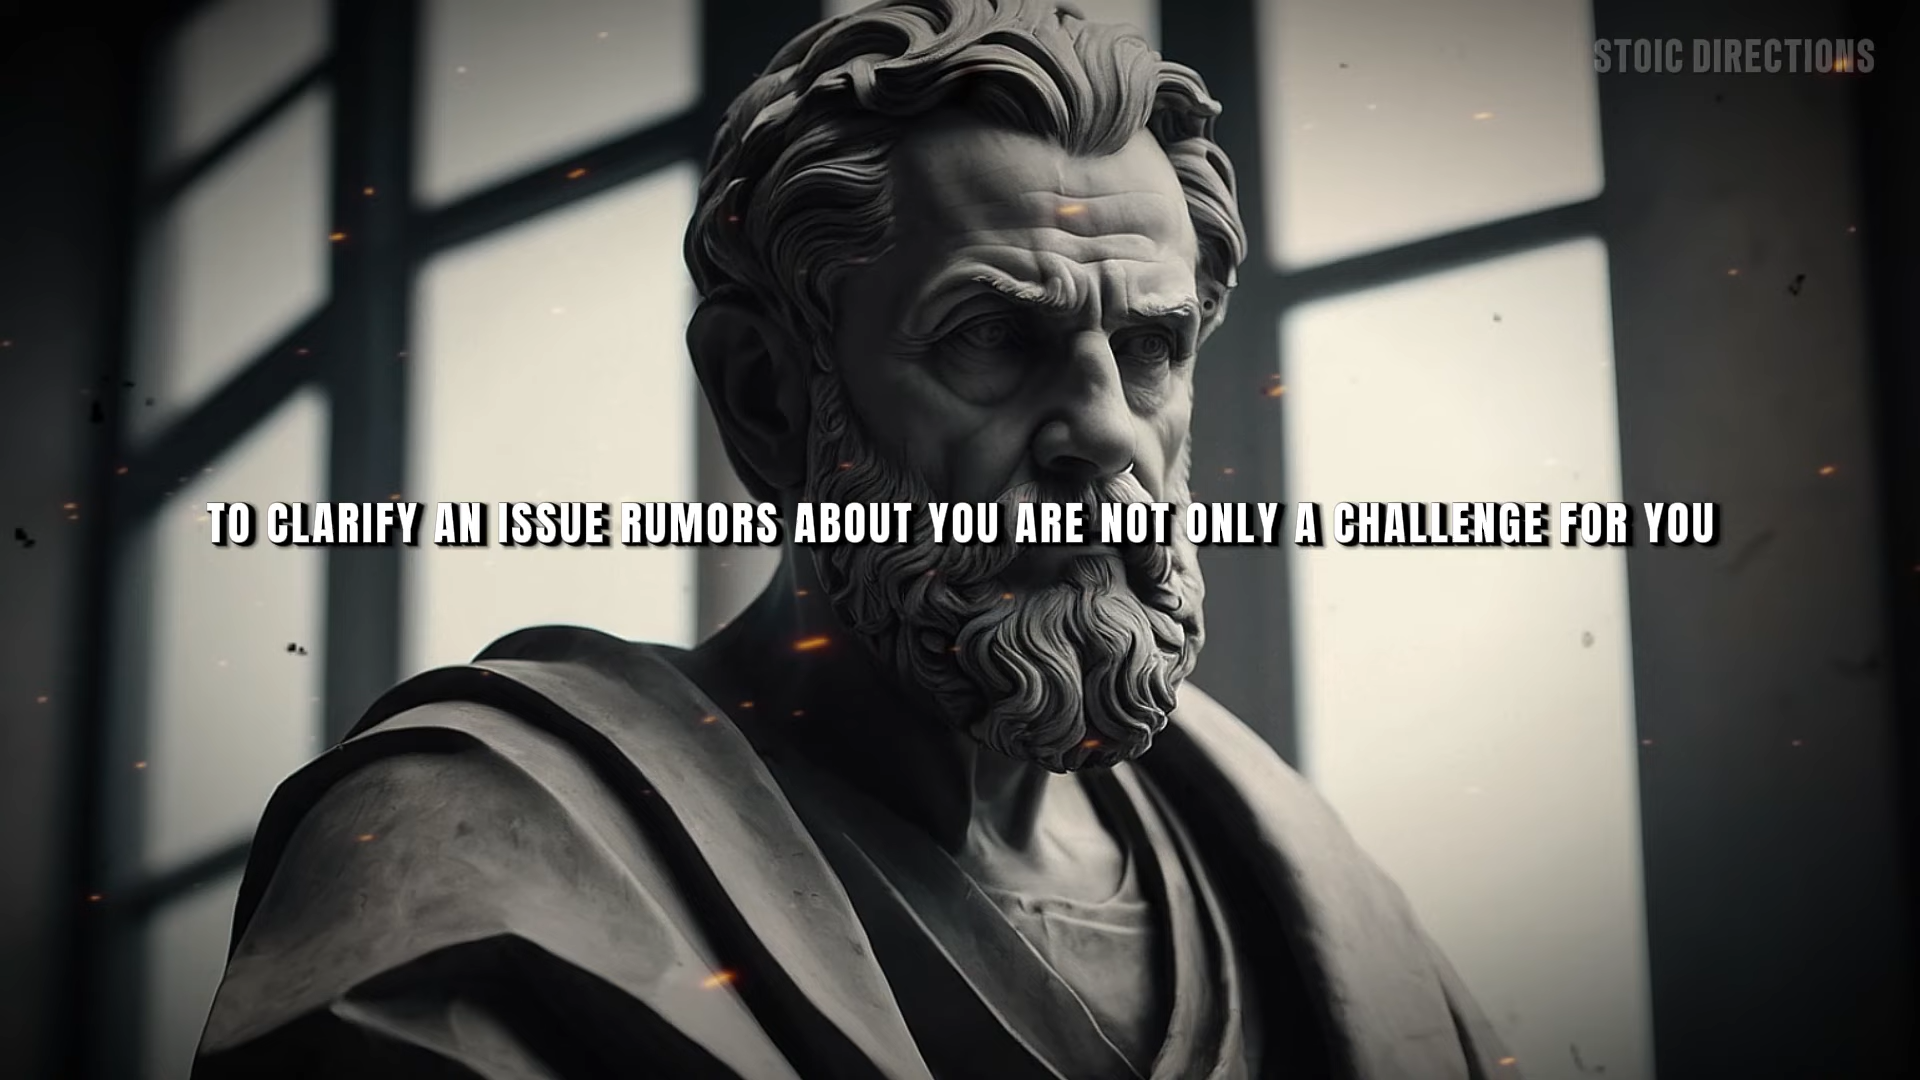 STOIC DIRECTIONS
TO CLARIFY AN ISSUE RUMORS ABOUT YOU ARE NOT ONLY A CHALLENGE FOR YOU